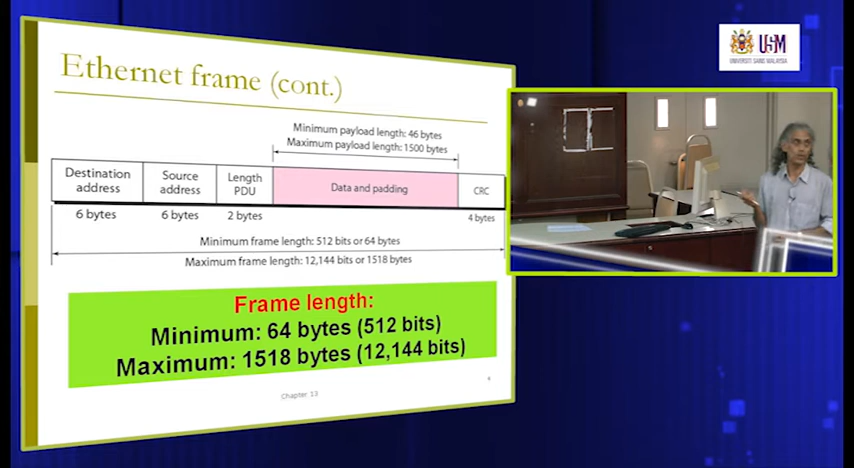 Ethernet frame (cont.)
USM
UNIVERSITI SAINS MALAYSIA
Minimum payload length: 46 bytes
Maximum payload length: 1500 bytes
Destination address
Source address
Length PDU
Data and padding
CRC
6 bytes
6 bytes
2 bytes
4 bytes
Minimum frame length: 512 bits or 64 bytes
Maximum frame length: 12,144 bits or 1518 bytes
Frame length:
Minimum: 64 bytes (512 bits)
Maximum: 1518 bytes (12,144 bits)
Chapter 13